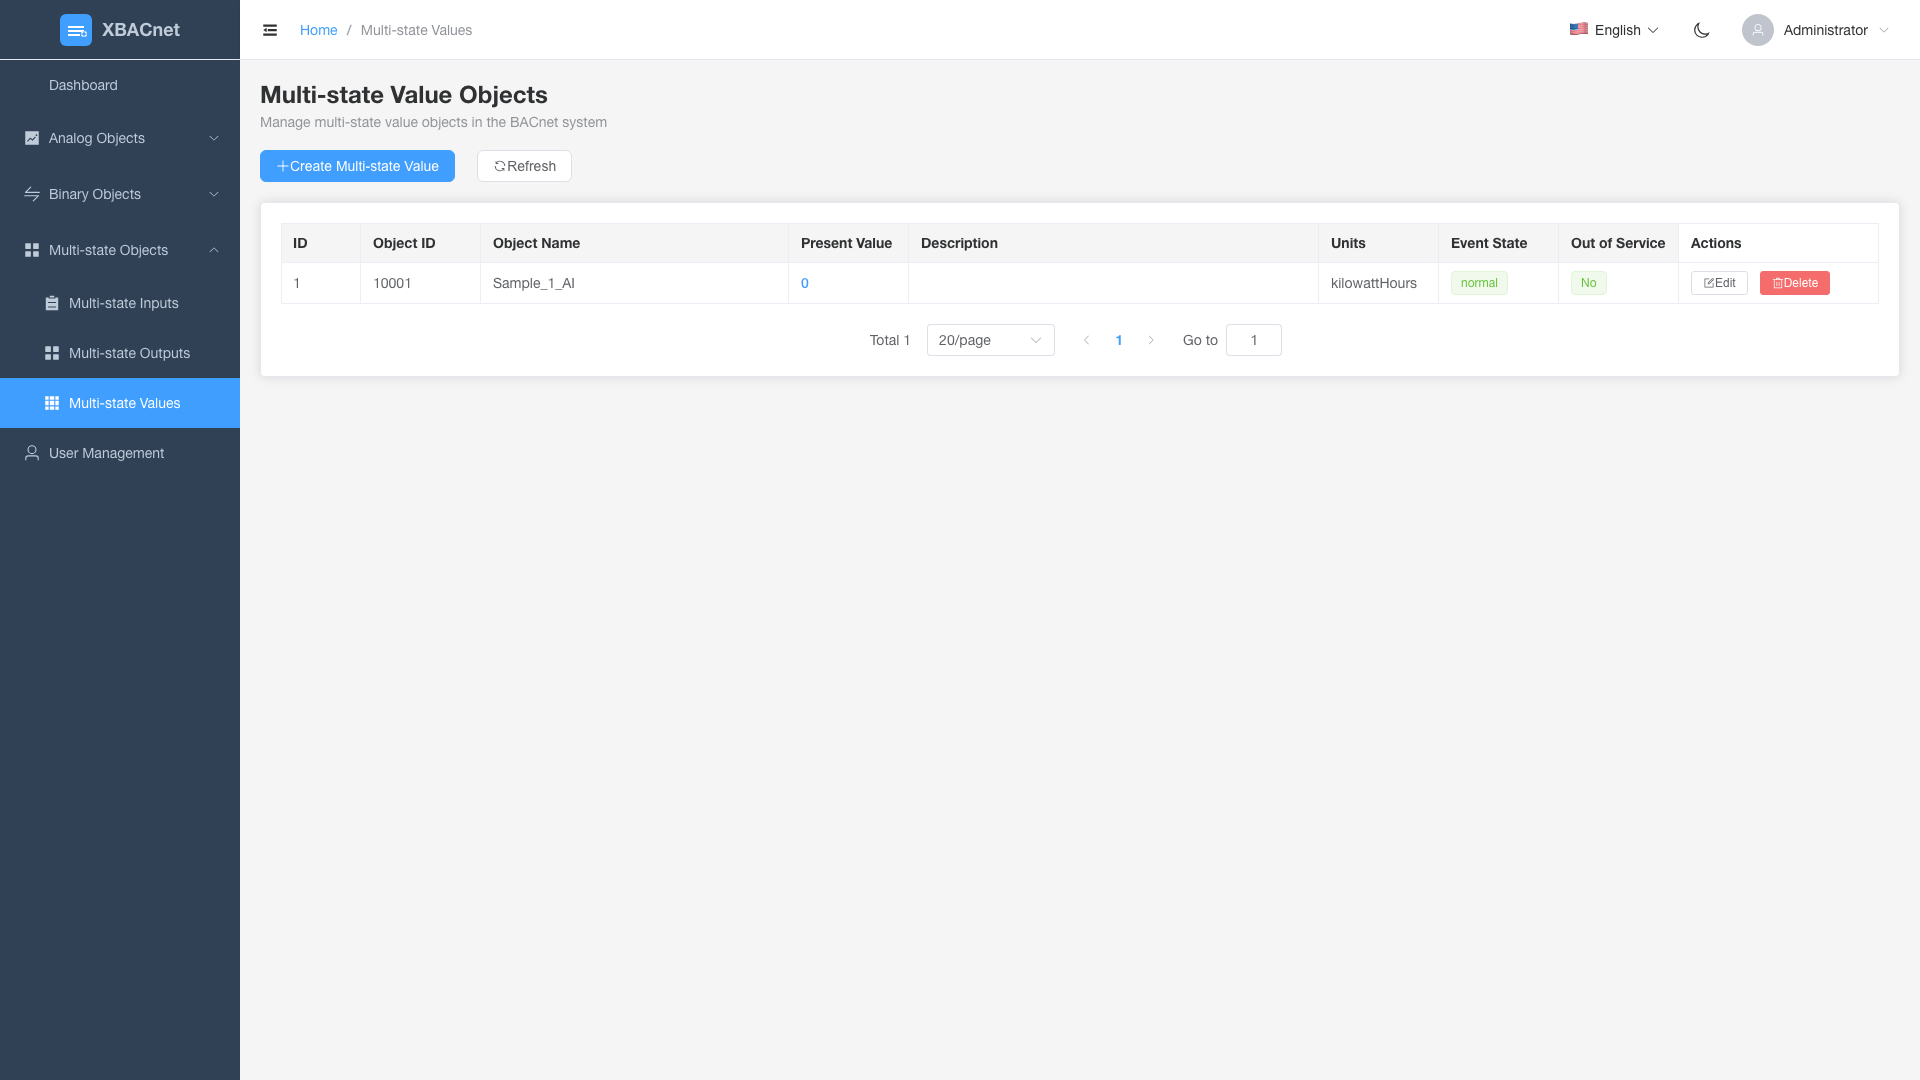 XBACnet
Home / Multi-state Values
English
Administrator
Dashboard
Analog Objects
Binary Objects
Multi-state Objects
Multi-state Inputs
Multi-state Outputs
Multi-state Values
User Management
Multi-state Value Objects
Manage multi-state value objects in the BACnet system
Create Multi-state Value Refresh
ID Object ID Object Name Present Value Description Units Event State Out of Service Actions
1 10001 Sample_1_AI 0 kilowattHours normal No Edit Delete
Total 1 20/page 1 Go to 1